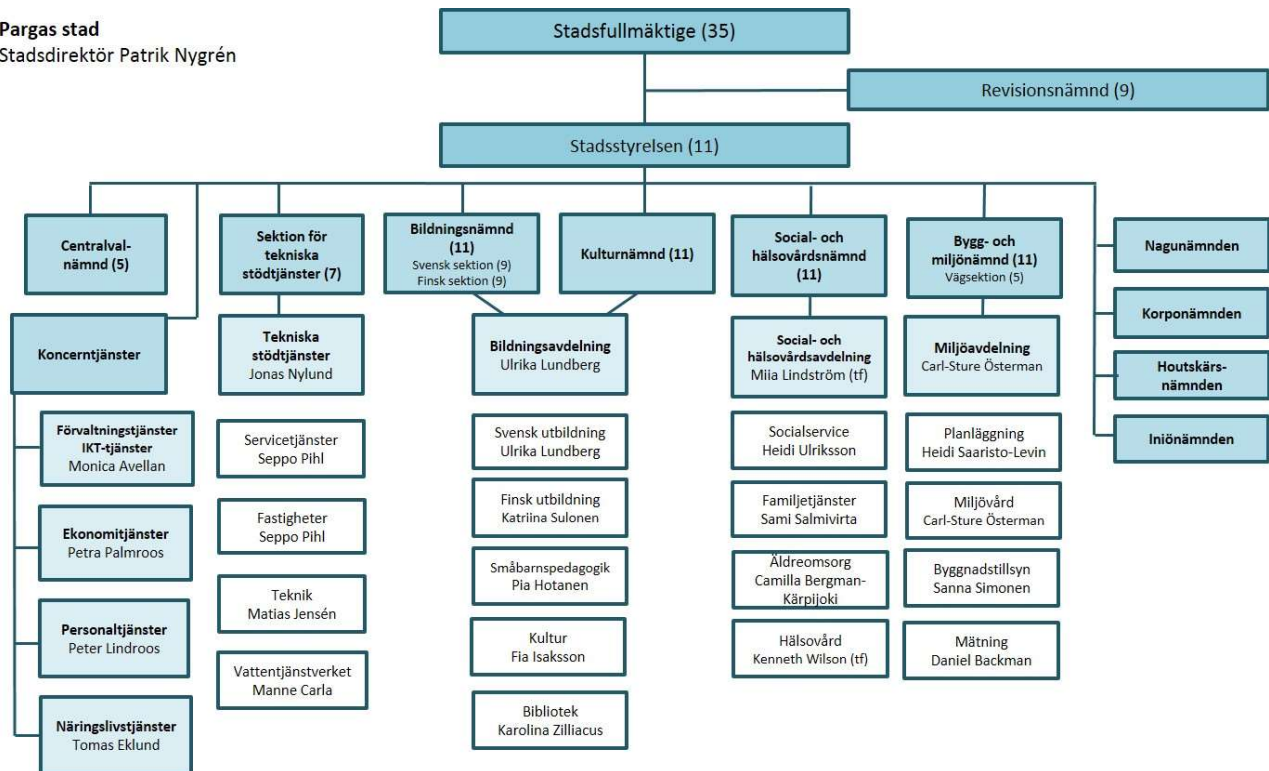 Pargas stad
Stadsdirektör Patrik Nygrén
Stadsfullmäktige (35)
Revisionsnämnd (9)
Stadsstyrelsen (11)
Centralval-
nämnd (5)
Sektion för
tekniska
stödtjänster (7)
Bildningsnämnd
(11)
Svensk sektion (9)
Finsk sektion (9)
Kulturnämnd (11)
Social- och
hälsovårdsnämnd
(11)
Bygg- och
miljönämnd (11)
Vägsektion (5)
Nagunämnden
Korponämnden
Houtskärs-
nämnden
Iniönämnden
Koncerntjänster
Förvaltningstjänster
IKT-tjänster
Monica Avellan
Ekonomitjänster
Petra Palmroos
Personaltjänster
Peter Lindroos
Näringslivstjänster
Tomas Eklund
Tekniska
stödtjänster
Jonas Nylund
Servicetjänster
Seppo Pihl
Fastigheter
Seppo Pihl
Teknik
Matias Jensén
Vattentjänstverket
Manne Carla
Bildningsavdelning
Ulrika Lundberg
Svensk utbildning
Ulrika Lundberg
Finsk utbildning
Katriina Sulonen
Småbarnspedagogik
Pia Hotanen
Kultur
Fia Isaksson
Bibliotek
Karolina Zilliacus
Social- och
hälsovårdsavdelning
Miia Lindström (tf)
Socialservice
Heidi Ulriksson
Familjetjänster
Sami Salmivirta
Äldreomsorg
Camilla Bergman-
Kärpijoki
Hälsovård
Kenneth Wilson (tf)
Miljöavdelning
Carl-Sture Österman
Planläggning
Heidi Saaristo-Levin
Miljövård
Carl-Sture Österman
Byggnadstillsyn
Sanna Simonen
Mätning
Daniel Backman